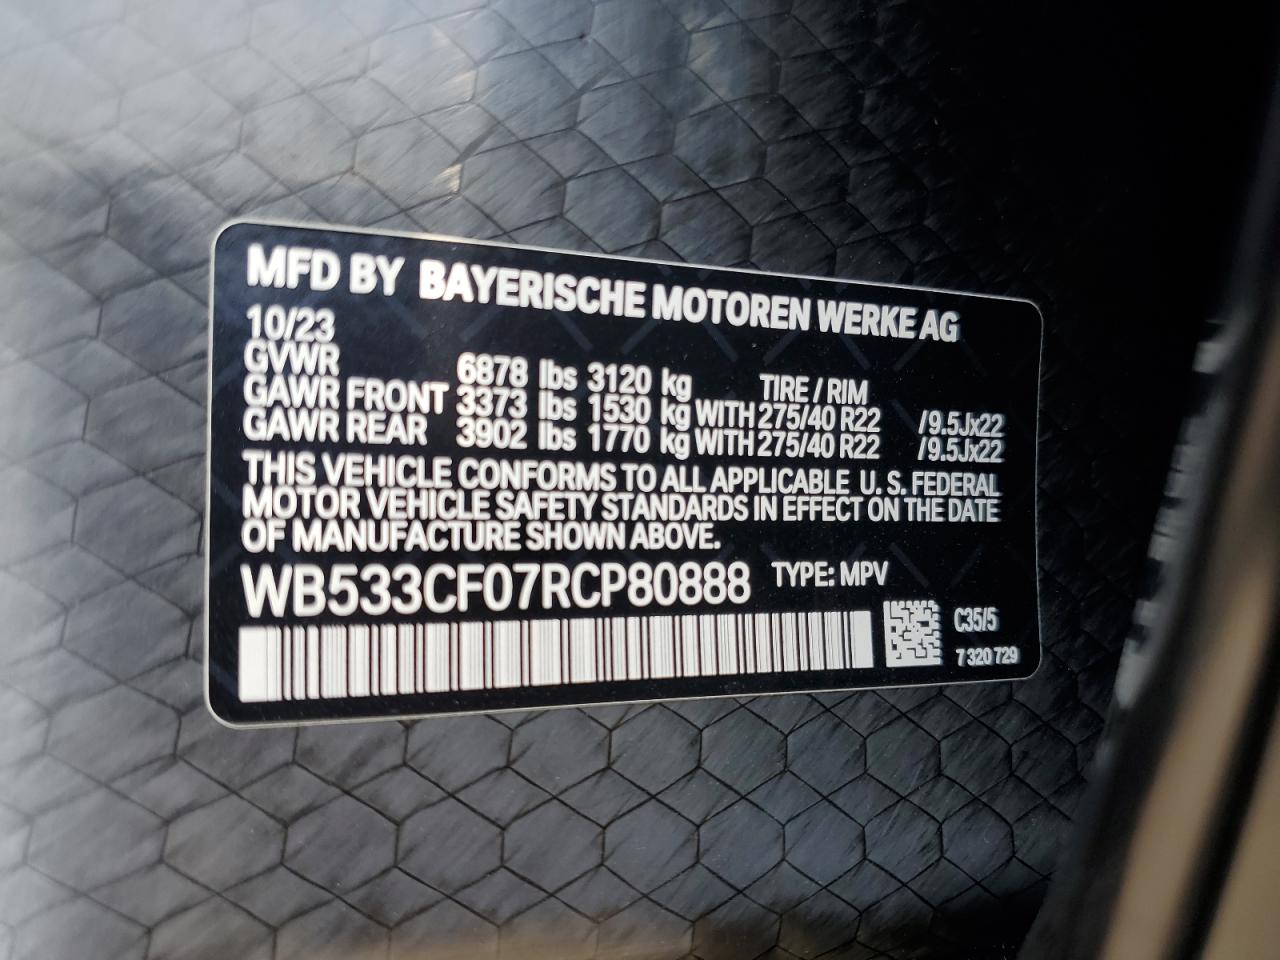 MFD BY BAYERISCHE MOTOREN WERKE AG
10/23
GVWR 6878 lbs 3120 kg TIRE / RIM
GAWR FRONT 3373 lbs 1530 kg WITH 275/40 R22 /9.5Jx22
GAWR REAR 3902 lbs 1770 kg WITH 275/40 R22 /9.5Jx22
THIS VEHICLE CONFORMS TO ALL APPLICABLE U.S. FEDERAL
MOTOR VEHICLE SAFETY STANDARDS IN EFFECT ON THE DATE
OF MANUFACTURE SHOWN ABOVE.
WB533CF07RCP80888 TYPE: MPV
C35/5
7 320 729